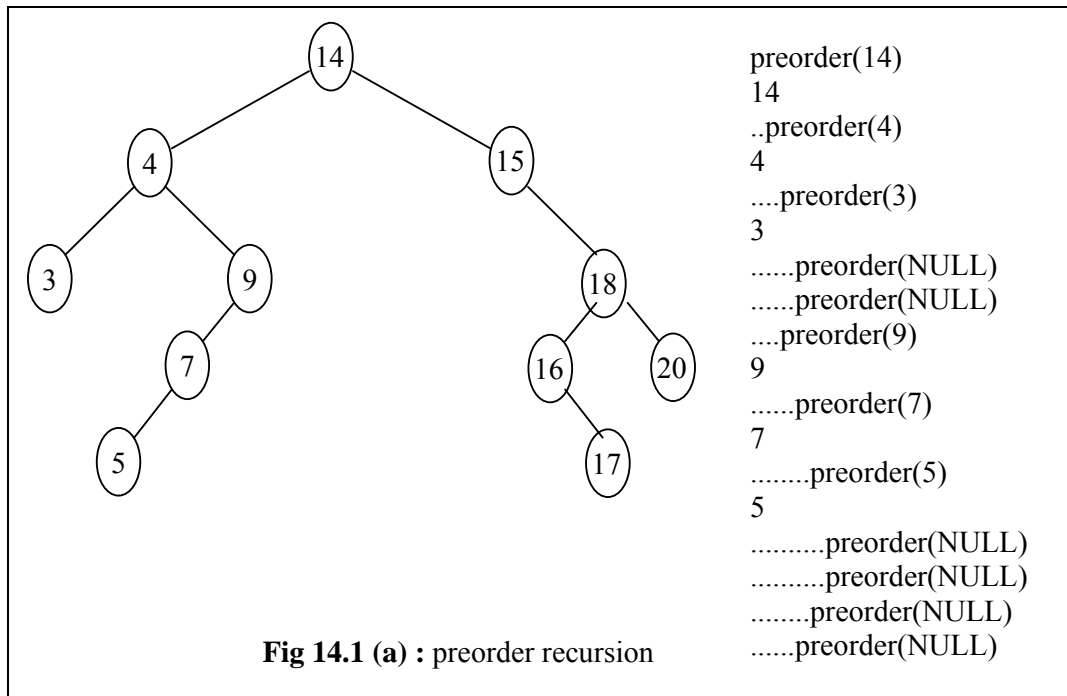 14
4
15
3
9
18
7
16
20
5
17
preorder(14)
14
..preorder(4)
4
....preorder(3)
3
......preorder(NULL)
......preorder(NULL)
....preorder(9)
9
......preorder(7)
7
........preorder(5)
5
..........preorder(NULL)
..........preorder(NULL)
........preorder(NULL)
......preorder(NULL)
Fig 14.1 (a) : preorder recursion